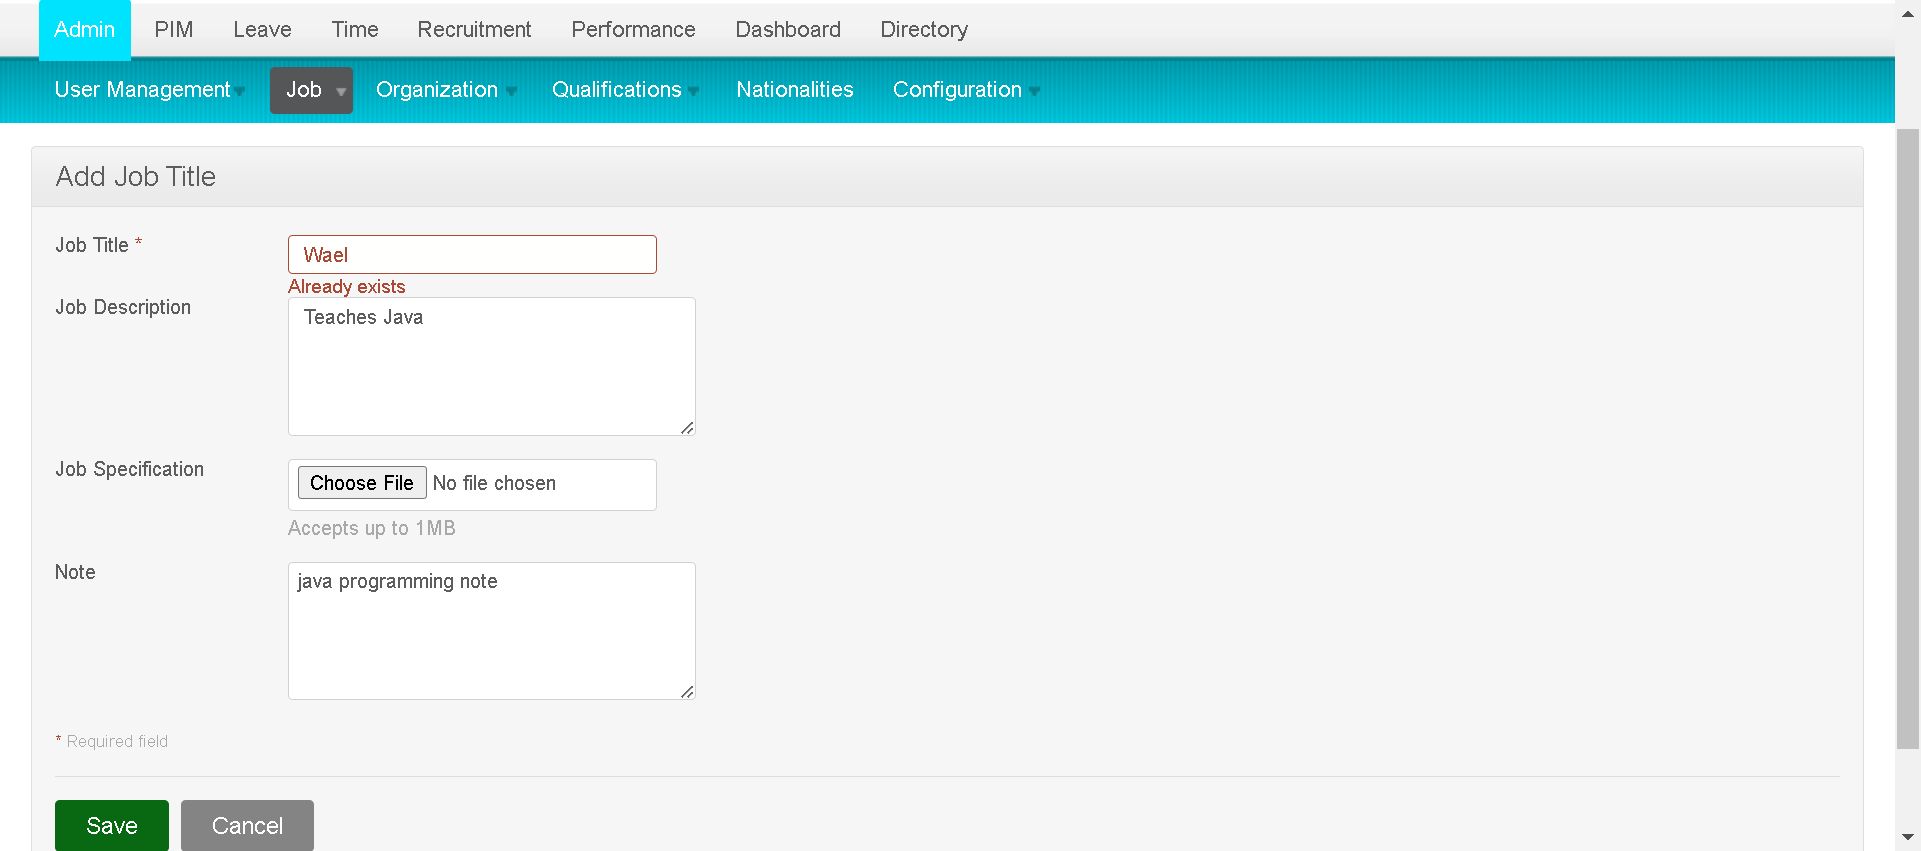 Admin PIM Leave Time Recruitment Performance Dashboard Directory
User Management Job Organization Qualifications Nationalities Configuration
Add Job Title
Job Title * Wael
Already exists
Job Description Teaches Java
Job Specification Choose File No file chosen
Accepts up to 1MB
Note java programming note
* Required field
Save Cancel